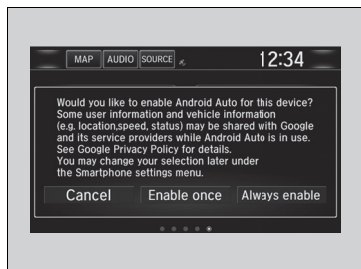 MAP AUDIO SOURCE 12:34
Would you like to enable Android Auto for this device?
Some user information and vehicle information
(e.g. location,speed, status) may be shared with Google
and its service providers while Android Auto is in use.
See Google Privacy Policy for details.
You may change your selection later under
the Smartphone settings menu.
Cancel Enable once Always enable